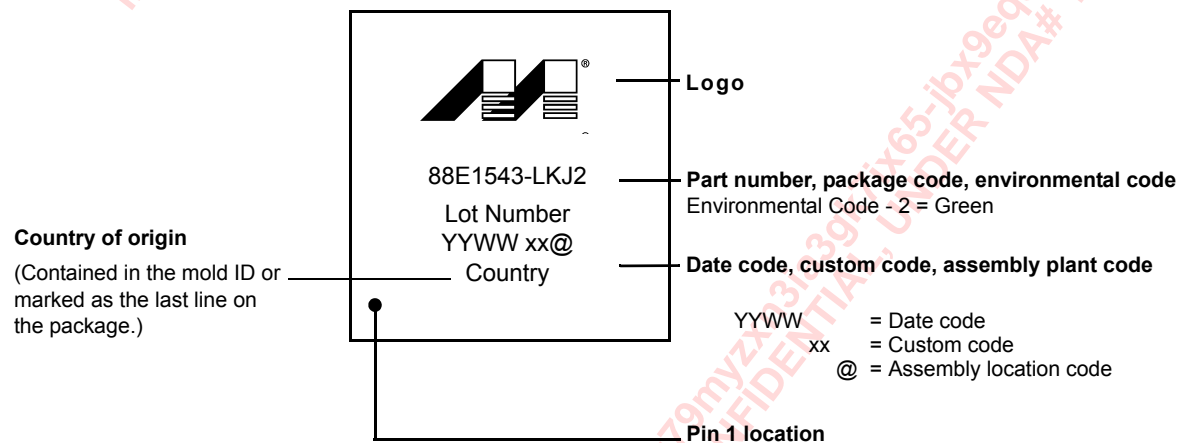 ®
Logo
88E1543-LKJ2
Part number, package code, environmental code
Environmental Code - 2 = Green
Lot Number
YYWW xx@
Country
Country of origin
(Contained in the mold ID or
marked as the last line on
the package.)
Date code, custom code, assembly plant code
YYWW = Date code
xx = Custom code
@ = Assembly location code
Pin 1 location
UNDER NDA#